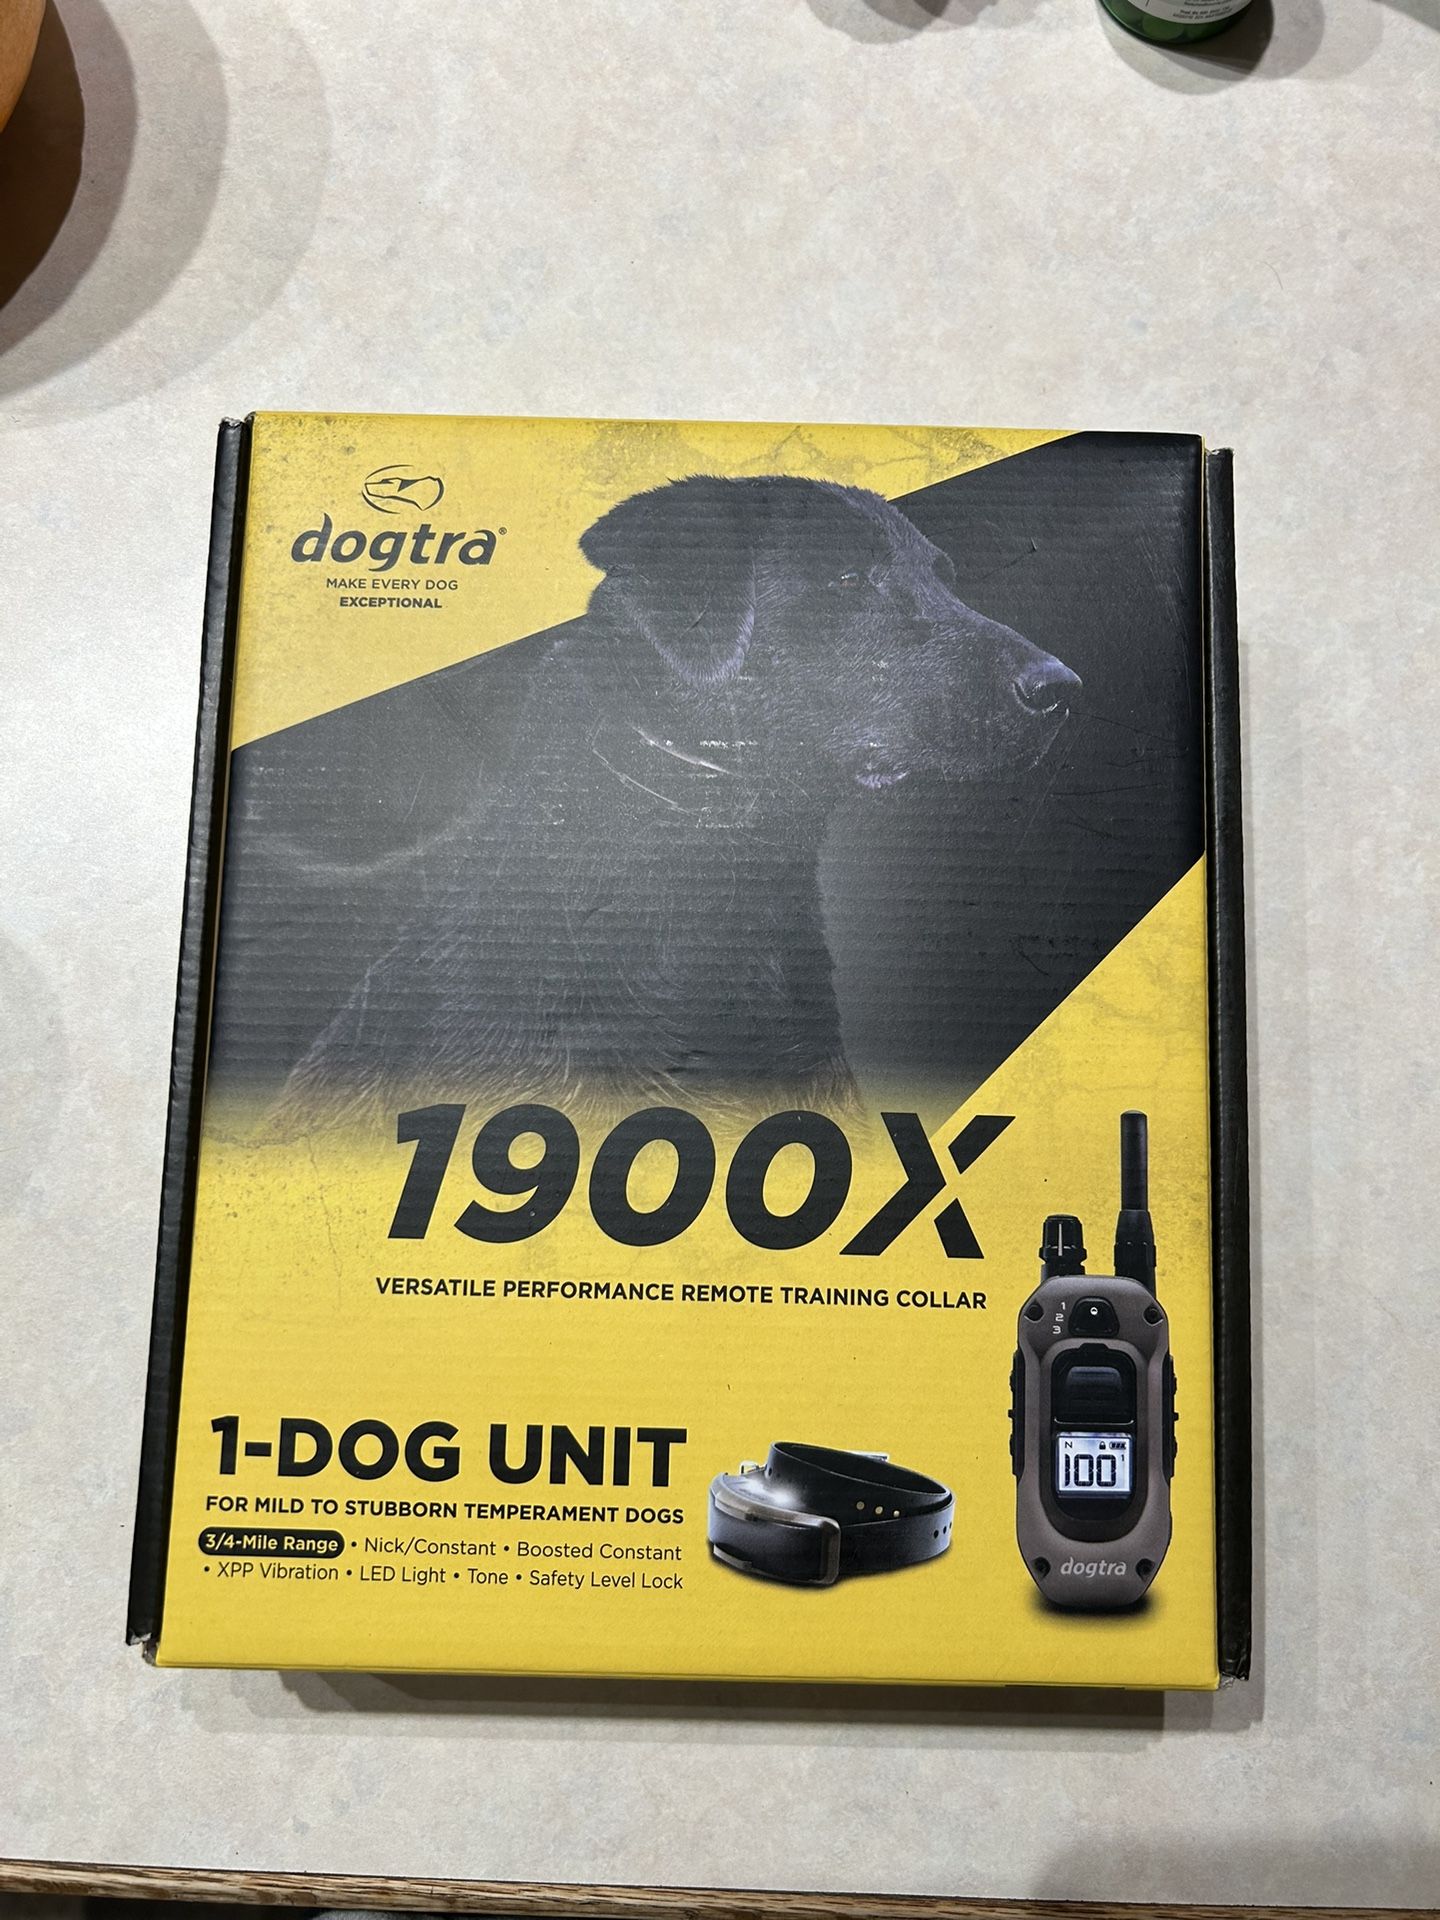 dogtra®
MAKE EVERY DOG
EXCEPTIONAL
1900X
VERSATILE PERFORMANCE REMOTE TRAINING COLLAR
1
2
3
N
100 1
dogtra
1-DOG UNIT
FOR MILD TO STUBBORN TEMPERAMENT DOGS
3/4-Mile Range • Nick/Constant • Boosted Constant
• XPP Vibration • LED Light • Tone • Safety Level Lock